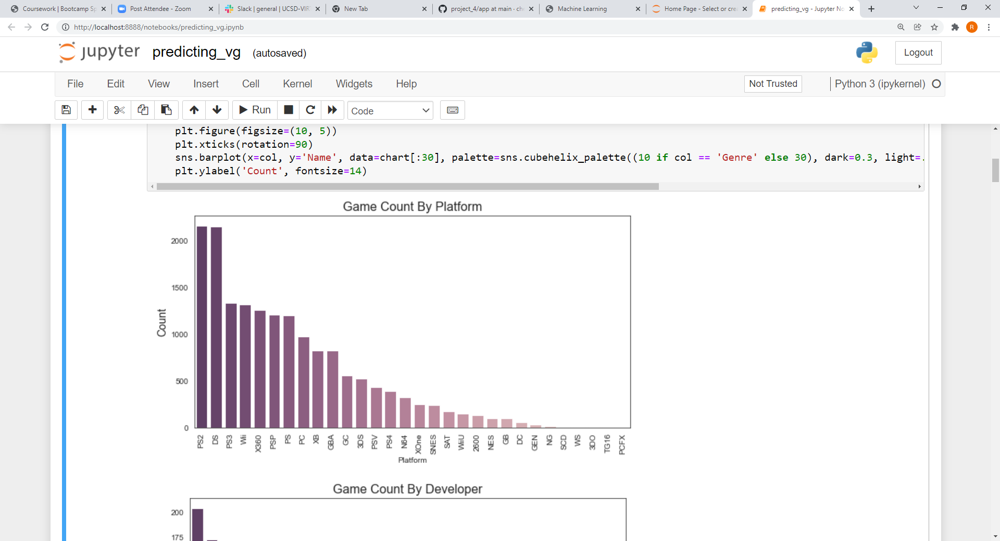 Coursework | Bootcamp Sp
Post Attendee - Zoom
Slack | general | UCSD-VIR
New Tab
project_4/app at main · ch
Machine Learning
Home Page - Select or crea
predicting_vg - Jupyter No
http://localhost:8888/notebooks/predicting_vg.ipynb
R
jupyter predicting_vg (autosaved)
Logout
File Edit View Insert Cell Kernel Widgets Help
Not Trusted
Python 3 (ipykernel)
Run
Code
plt.figure(figsize=(10, 5))
plt.xticks(rotation=90)
sns.barplot(x=col, y='Name', data=chart[:30], palette=sns.cubehelix_palette((10 if col == 'Genre' else 30), dark=0.3, light=.
plt.ylabel('Count', fontsize=14)
Game Count By Platform
2000
1500
1000
500
0
Count
PS2 DS PS3 Wii X360 PSP PS PC XB GBA GC 3DS PSV PS4 N64 XOne SNES SAT WiiU 2600 NES GB DC GEN NG SCD WS 3DO TG16 PCFX
Platform
Game Count By Developer
200
175